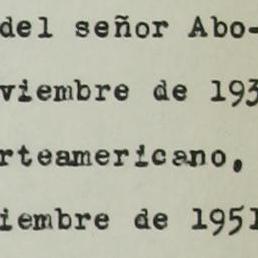 del señor Abo-
viembre de 193
rteamericano,
iembre de 1951